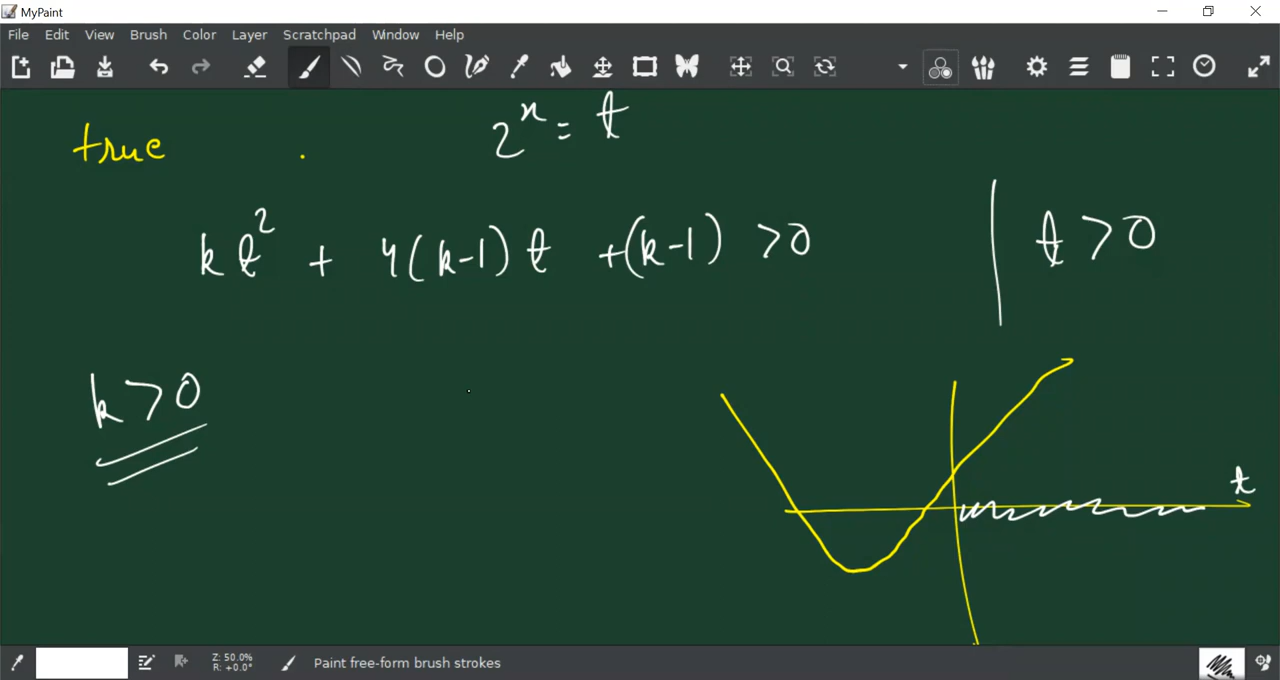 MyPaint
File Edit View Brush Color Layer Scratchpad Window Help
true
2^x = t
kt^2 + 4(k-1)t + (k-1) >0
t >0
k >0
t
Z: 50.0%
R: +0.0°
Paint free-form brush strokes